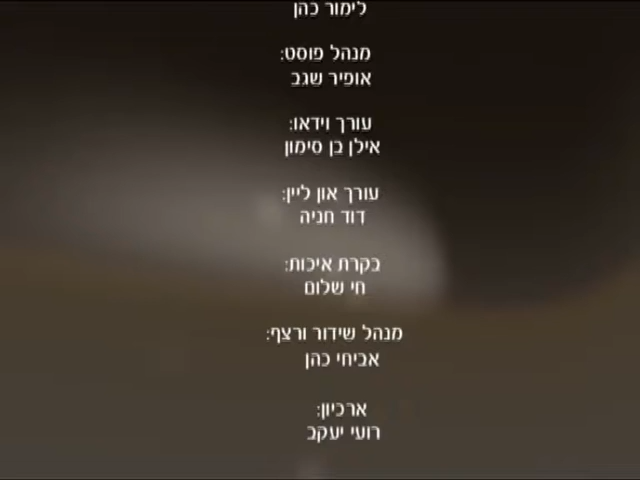 לימור כהן
מנהל פוסט:
אופיר שגב
עורך וידאו:
אילן בן סימון
עורך און ליין:
דוד חניה
בקרת איכות:
חי שלום
מנהל שידור ורצף:
אביחי כהן
ארכיון:
רועי יעקב